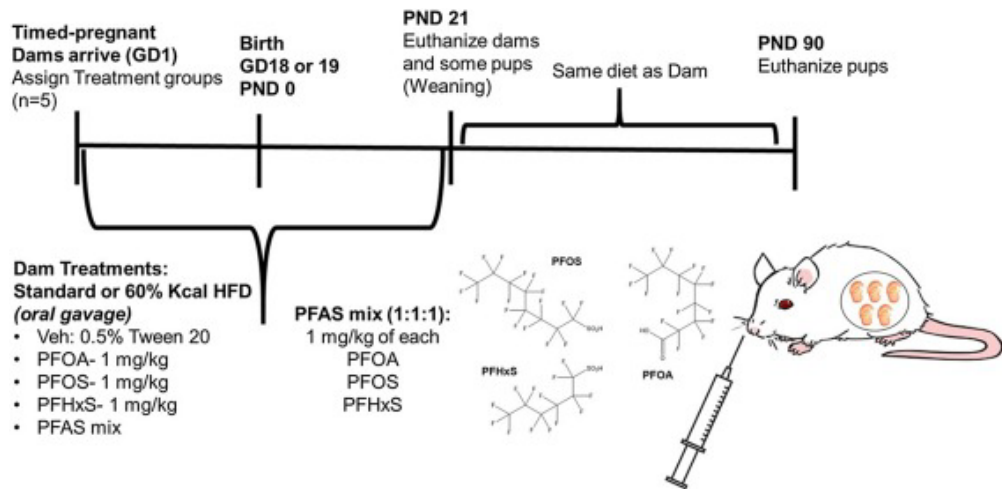 Timed-pregnant
Dams arrive (GD1)
Assign Treatment groups
(n=5)
Birth
GD18 or 19
PND 0
PND 21
Euthanize dams
and some pups
(Weaning)
Same diet as Dam
PND 90
Euthanize pups
Dam Treatments:
Standard or 60% Kcal HFD
(oral gavage)
• Veh: 0.5% Tween 20
• PFOA- 1 mg/kg
• PFOS- 1 mg/kg
• PFHxS- 1 mg/kg
• PFAS mix
PFAS mix (1:1:1):
1 mg/kg of each
PFOA
PFOS
PFHxS
PFOS
SO₃H
PFHxS
SO₃H
HO
O
PFOA